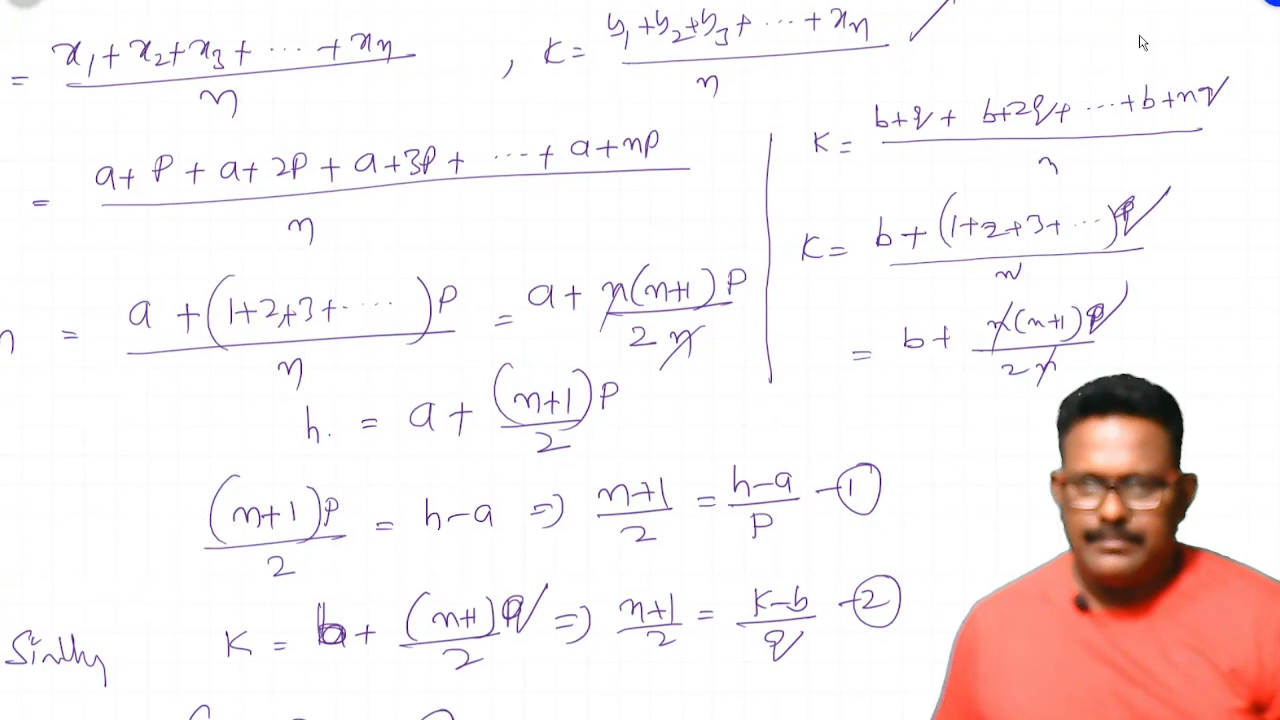 = (x₁ + x₂ + x₃ + ⋯ + xₙ)/n , K = (y₁ + y₂ + y₃ + ⋯ + xₙ)/n ✓
= (a + P + a + 2P + a + 3P + ⋯ + a + nP)/n
h = (a + (1+2+3+⋯)P)/n = a + n(n+1)P/2n
h. = a + (n+1)P/2
(n+1)P/2 = h-a ⇒ (n+1)/2 = (h-a)/P –①
Sinlly K = b + (n+1)q/2 ⇒ (n+1)/2 = (K-b)/q –②
K = (b+q + b+2q + ⋯ + b+nq)/n
K = (b + (1+2+3+⋯)q)/n
= b + n(n+1)q/2n